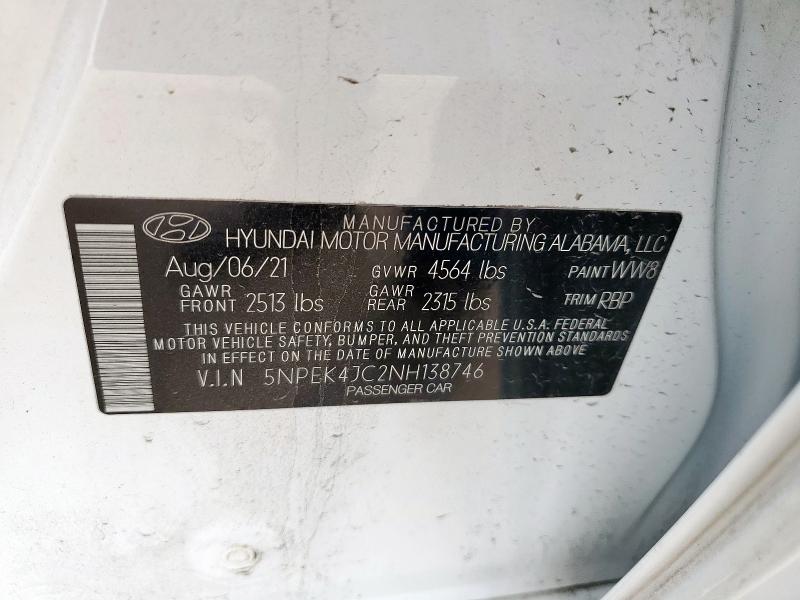 MANUFACTURED BY
HYUNDAI MOTOR MANUFACTURING ALABAMA, LLC
Aug/06/21 GVWR 4564 lbs PAINT WW8
GAWR FRONT 2513 lbs GAWR REAR 2315 lbs TRIM RBP
THIS VEHICLE CONFORMS TO ALL APPLICABLE U.S.A. FEDERAL
MOTOR VEHICLE SAFETY, BUMPER, AND THEFT PREVENTION STANDARDS
IN EFFECT ON THE DATE OF MANUFACTURE SHOWN ABOVE
V.I.N 5NPEK4JC2NH138746
PASSENGER CAR